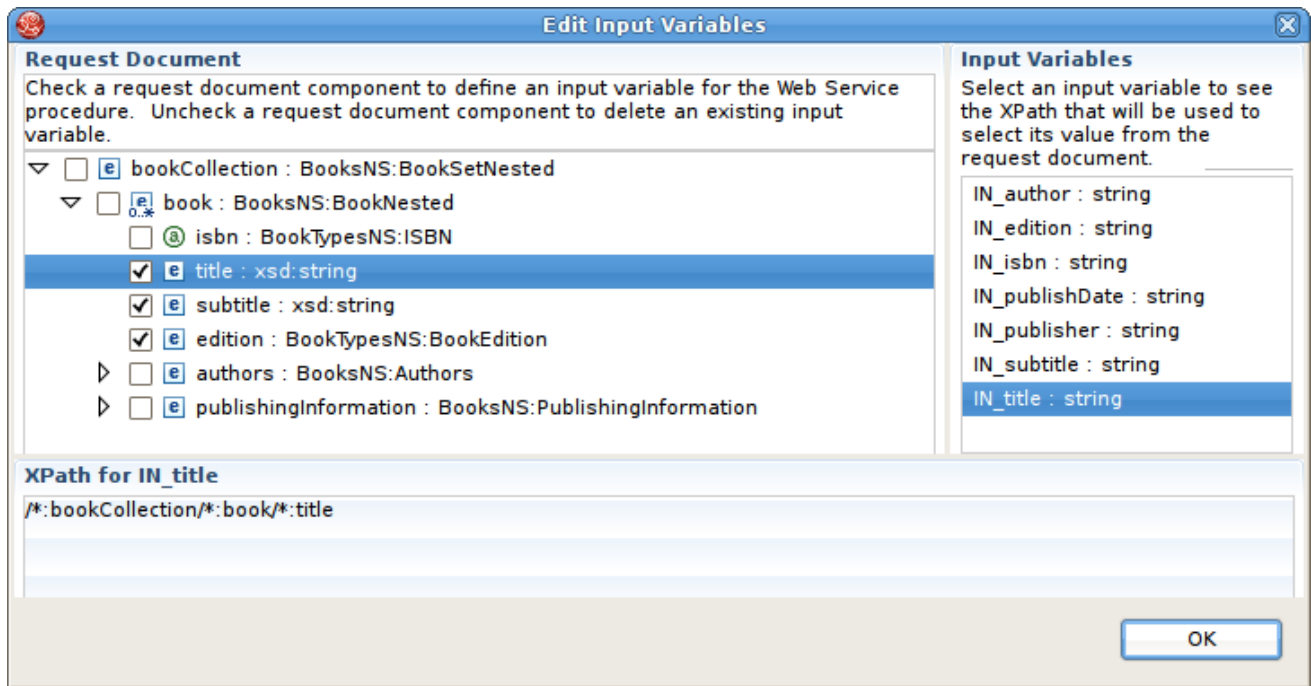 Edit Input Variables
Request Document
Check a request document component to define an input variable for the Web Service
procedure.  Uncheck a request document component to delete an existing input
variable.
e bookCollection : BooksNS:BookSetNested
e 0..* book : BooksNS:BookNested
a isbn : BookTypesNS:ISBN
e title : xsd:string
e subtitle : xsd:string
e edition : BookTypesNS:BookEdition
e authors : BooksNS:Authors
e publishingInformation : BooksNS:PublishingInformation
Input Variables
Select an input variable to see
the XPath that will be used to
select its value from the
request document.
IN_author : string
IN_edition : string
IN_isbn : string
IN_publishDate : string
IN_publisher : string
IN_subtitle : string
IN_title : string
XPath for IN_title
/*:bookCollection/*:book/*:title
OK